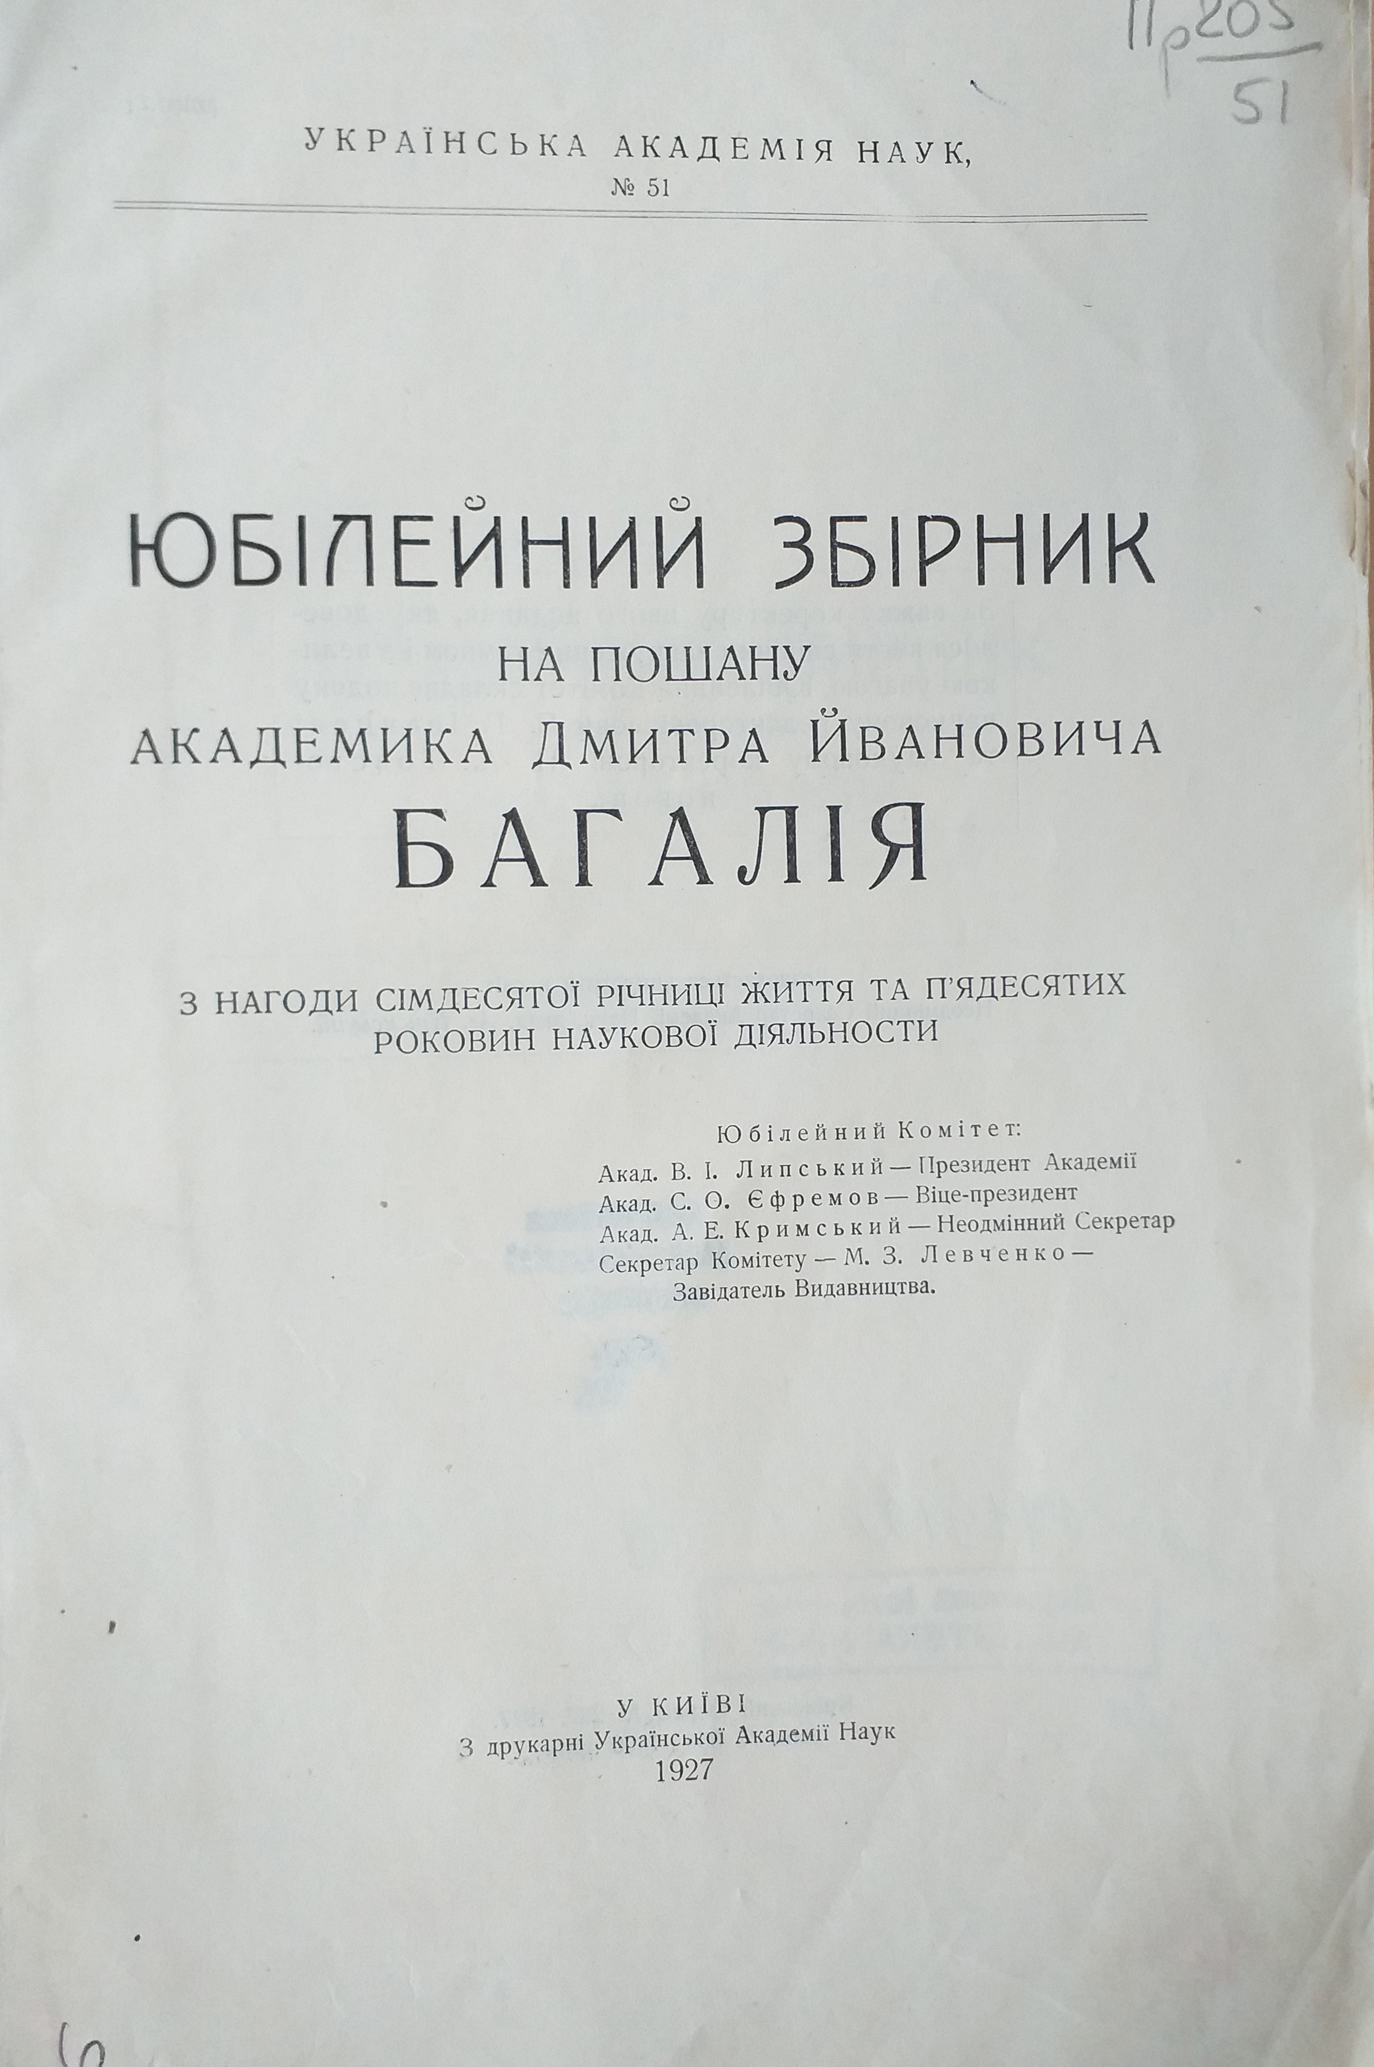 Пр 205
51
УКРАЇНСЬКА АКАДЕМІЯ НАУК,
№ 51
ЮБІЛЕЙНИЙ ЗБІРНИК
НА ПОШАНУ
АКАДЕМИКА ДМИТРА ЙВАНОВИЧА
БАГАЛІЯ
З НАГОДИ СІМДЕСЯТОЇ РІЧНИЦІ ЖИТТЯ ТА П'ЯДЕСЯТИХ
РОКОВИН НАУКОВОЇ ДІЯЛЬНОСТИ
Юбілейний Комітет:
Акад. В. І. Липський — Президент Академії
Акад. С. О. Єфремов — Віце-президент
Акад. А. Е. Кримський — Неодмінний Секретар
Секретар Комітету — М. З. Левченко —
Завідатель Видавництва.
У КИЇВІ
З друкарні Української Академії Наук
1927